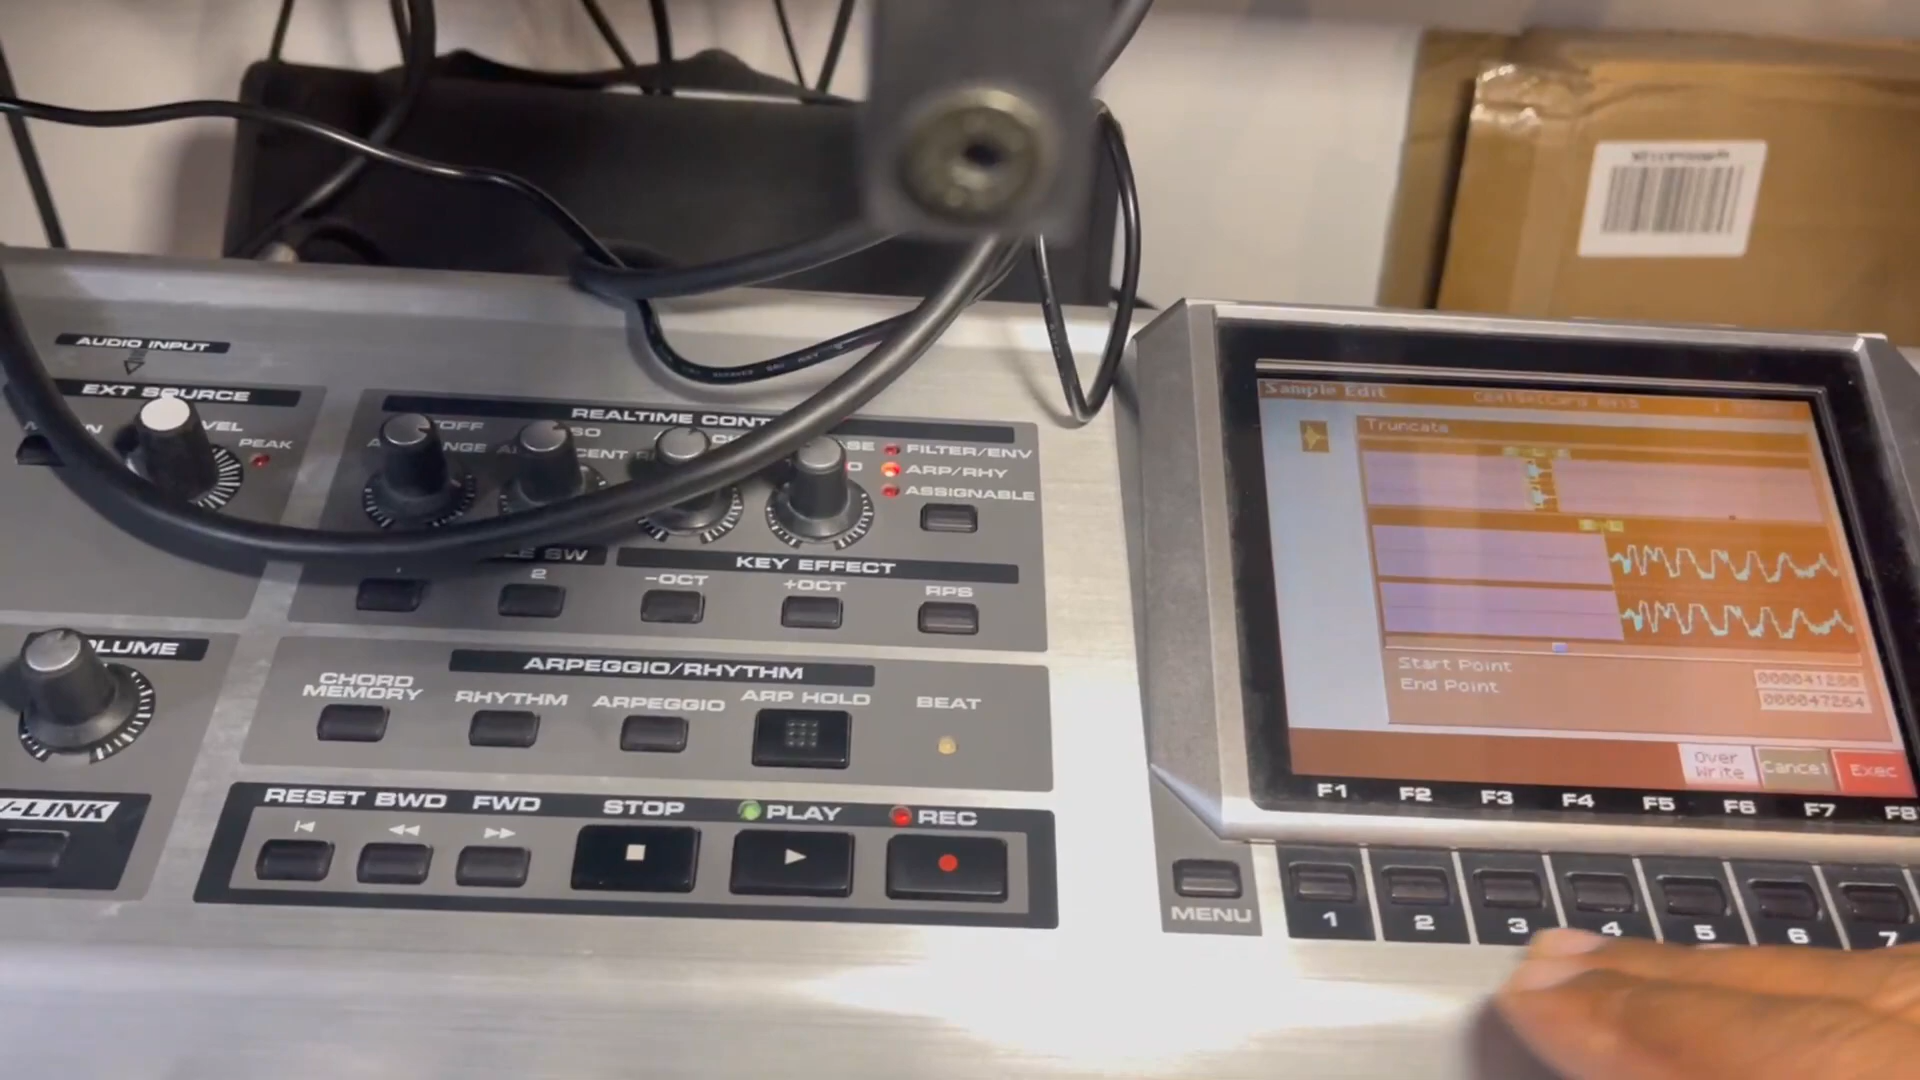 AUDIO INPUT
EXT SOURCE
PEAK
REALTIME CONT
FILTER/ENV
ARP/RHY
ASSIGNABLE
KEY EFFECT
2
-OCT
+OCT
RPS
ARPEGGIO/RHYTHM
CHORD
MEMORY
RHYTHM
ARPEGGIO
ARP HOLD
BEAT
RESET
BWD
FWD
STOP
PLAY
REC
Sample Edit
Truncate
Start Point
000041280
End Point
000047264
Over
Write
Cancel
Exec
F1 F2 F3 F4 F5 F6 F7 F8
MENU
1 2 3 4 5 6 7